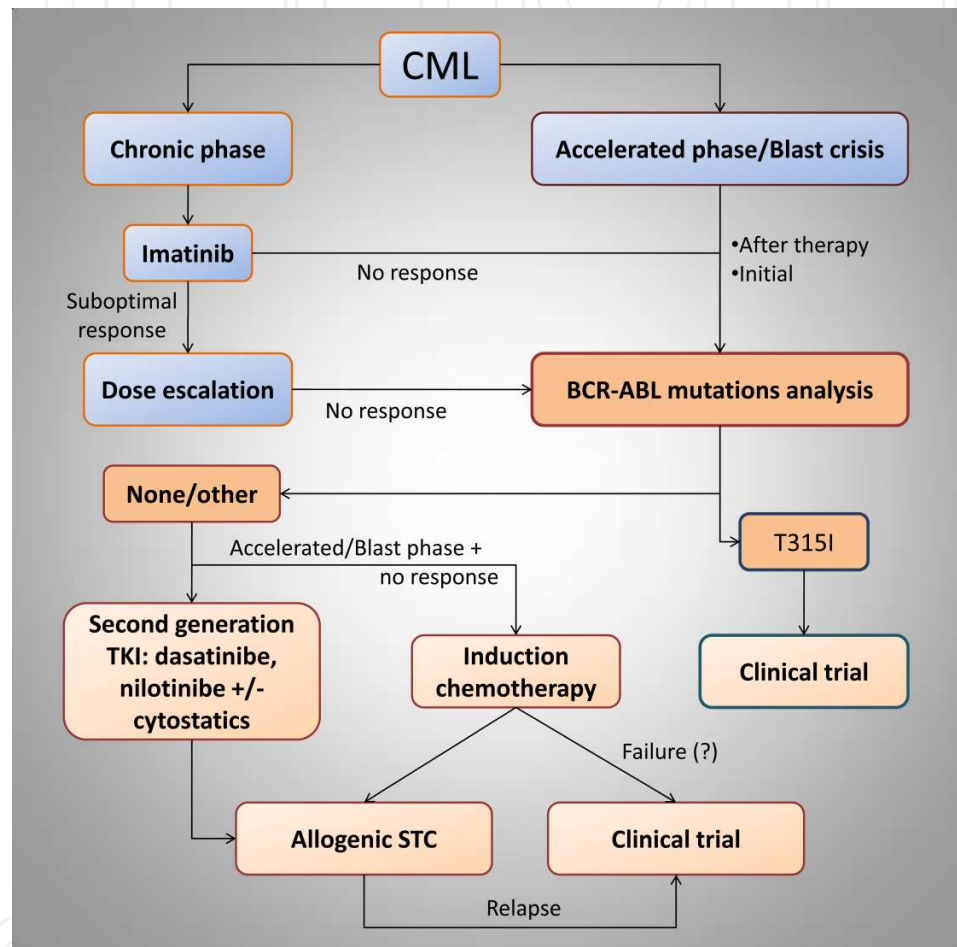 CML
Chronic phase
Accelerated phase/Blast crisis
Imatinib
No response
•After therapy
•Initial
Suboptimal
response
Dose escalation
No response
BCR-ABL mutations analysis
None/other
T315I
Accelerated/Blast phase +
no response
Second generation
TKI: dasatinibe,
nilotinibe +/-
cytostatics
Induction
chemotherapy
Clinical trial
Failure (?)
Allogenic STC
Clinical trial
Relapse